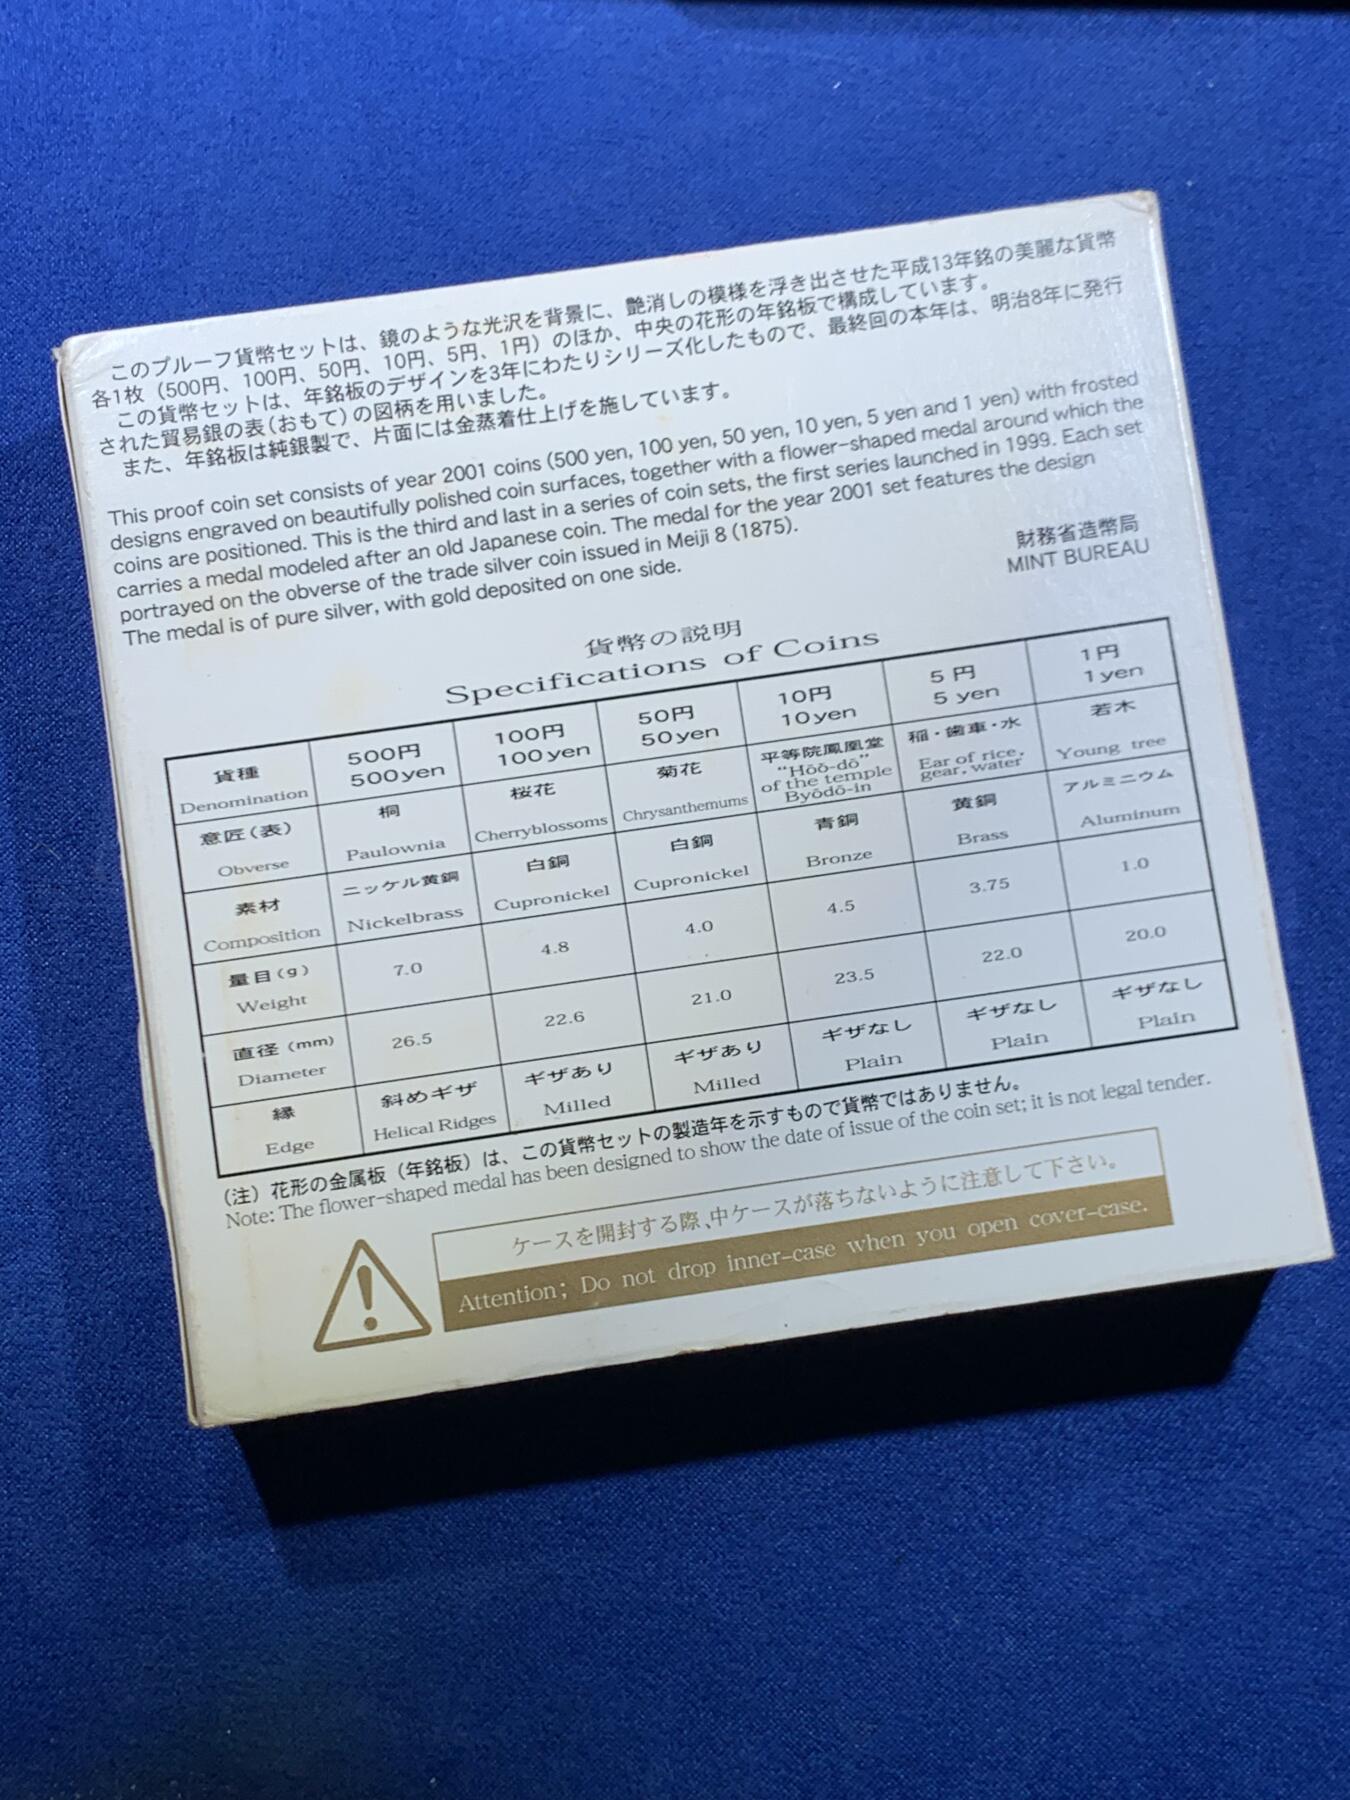 このプルーフ貨幣セットは、鏡のような光沢を背景に、艶消しの模様を浮き出させた平成13年銘の美麗な貨幣
各1枚（500円、100円、50円、10円、5円、1円）のほか、中央の花形の年銘板で構成しています。
この貨幣セットは、年銘板のデザインを3年にわたりシリーズ化したもので、最終回の本年は、明治8年に発行
された貿易銀の表（おもて）の図柄を用いました。
また、年銘板は純銀製で、片面には金蒸着仕上げを施しています。
This proof coin set consists of year 2001 coins (500 yen, 100 yen, 50 yen, 10 yen, 5 yen and 1 yen) with frosted
designs engraved on beautifully polished coin surfaces, together with a flower-shaped medal around which the
coins are positioned. This is the third and last in a series of coin sets, the first series launched in 1999. Each set
carries a medal modeled after an old Japanese coin. The medal for the year 2001 set features the design
portrayed on the obverse of the trade silver coin issued in Meiji 8 (1875).
The medal is of pure silver, with gold deposited on one side.
財務省造幣局
MINT BUREAU
貨幣の説明
Specifications of Coins
貨種 500円 100円 50円 10円 5円 1円
Denomination 500yen 100yen 50yen 10yen 5 yen 1yen
意匠（表） 桐 桜花 菊花 平等院鳳凰堂 稲・歯車・水 若木
Obverse Paulownia Cherryblossoms Chrysanthemums "Hōō-dō" of the temple Byōdō-in Ear of rice, gear, water Young tree
素材 ニッケル黄銅 白銅 白銅 青銅 黄銅 アルミニウム
Composition Nickelbrass Cupronickel Cupronickel Bronze Brass Aluminum
量目（g） 7.0 4.8 4.0 4.5 3.75 1.0
Weight
直径（mm） 26.5 22.6 21.0 23.5 22.0 20.0
Diameter
縁 斜めギザ ギザあり ギザあり ギザなし ギザなし ギザなし
Edge Helical Ridges Milled Milled Plain Plain Plain
（注）花形の金属板（年銘板）は、この貨幣セットの製造年を示すもので貨幣ではありません。
Note: The flower-shaped medal has been designed to show the date of issue of the coin set; it is not legal tender.
ケースを開封する際、中ケースが落ちないように注意して下さい。
Attention; Do not drop inner-case when you open cover-case.